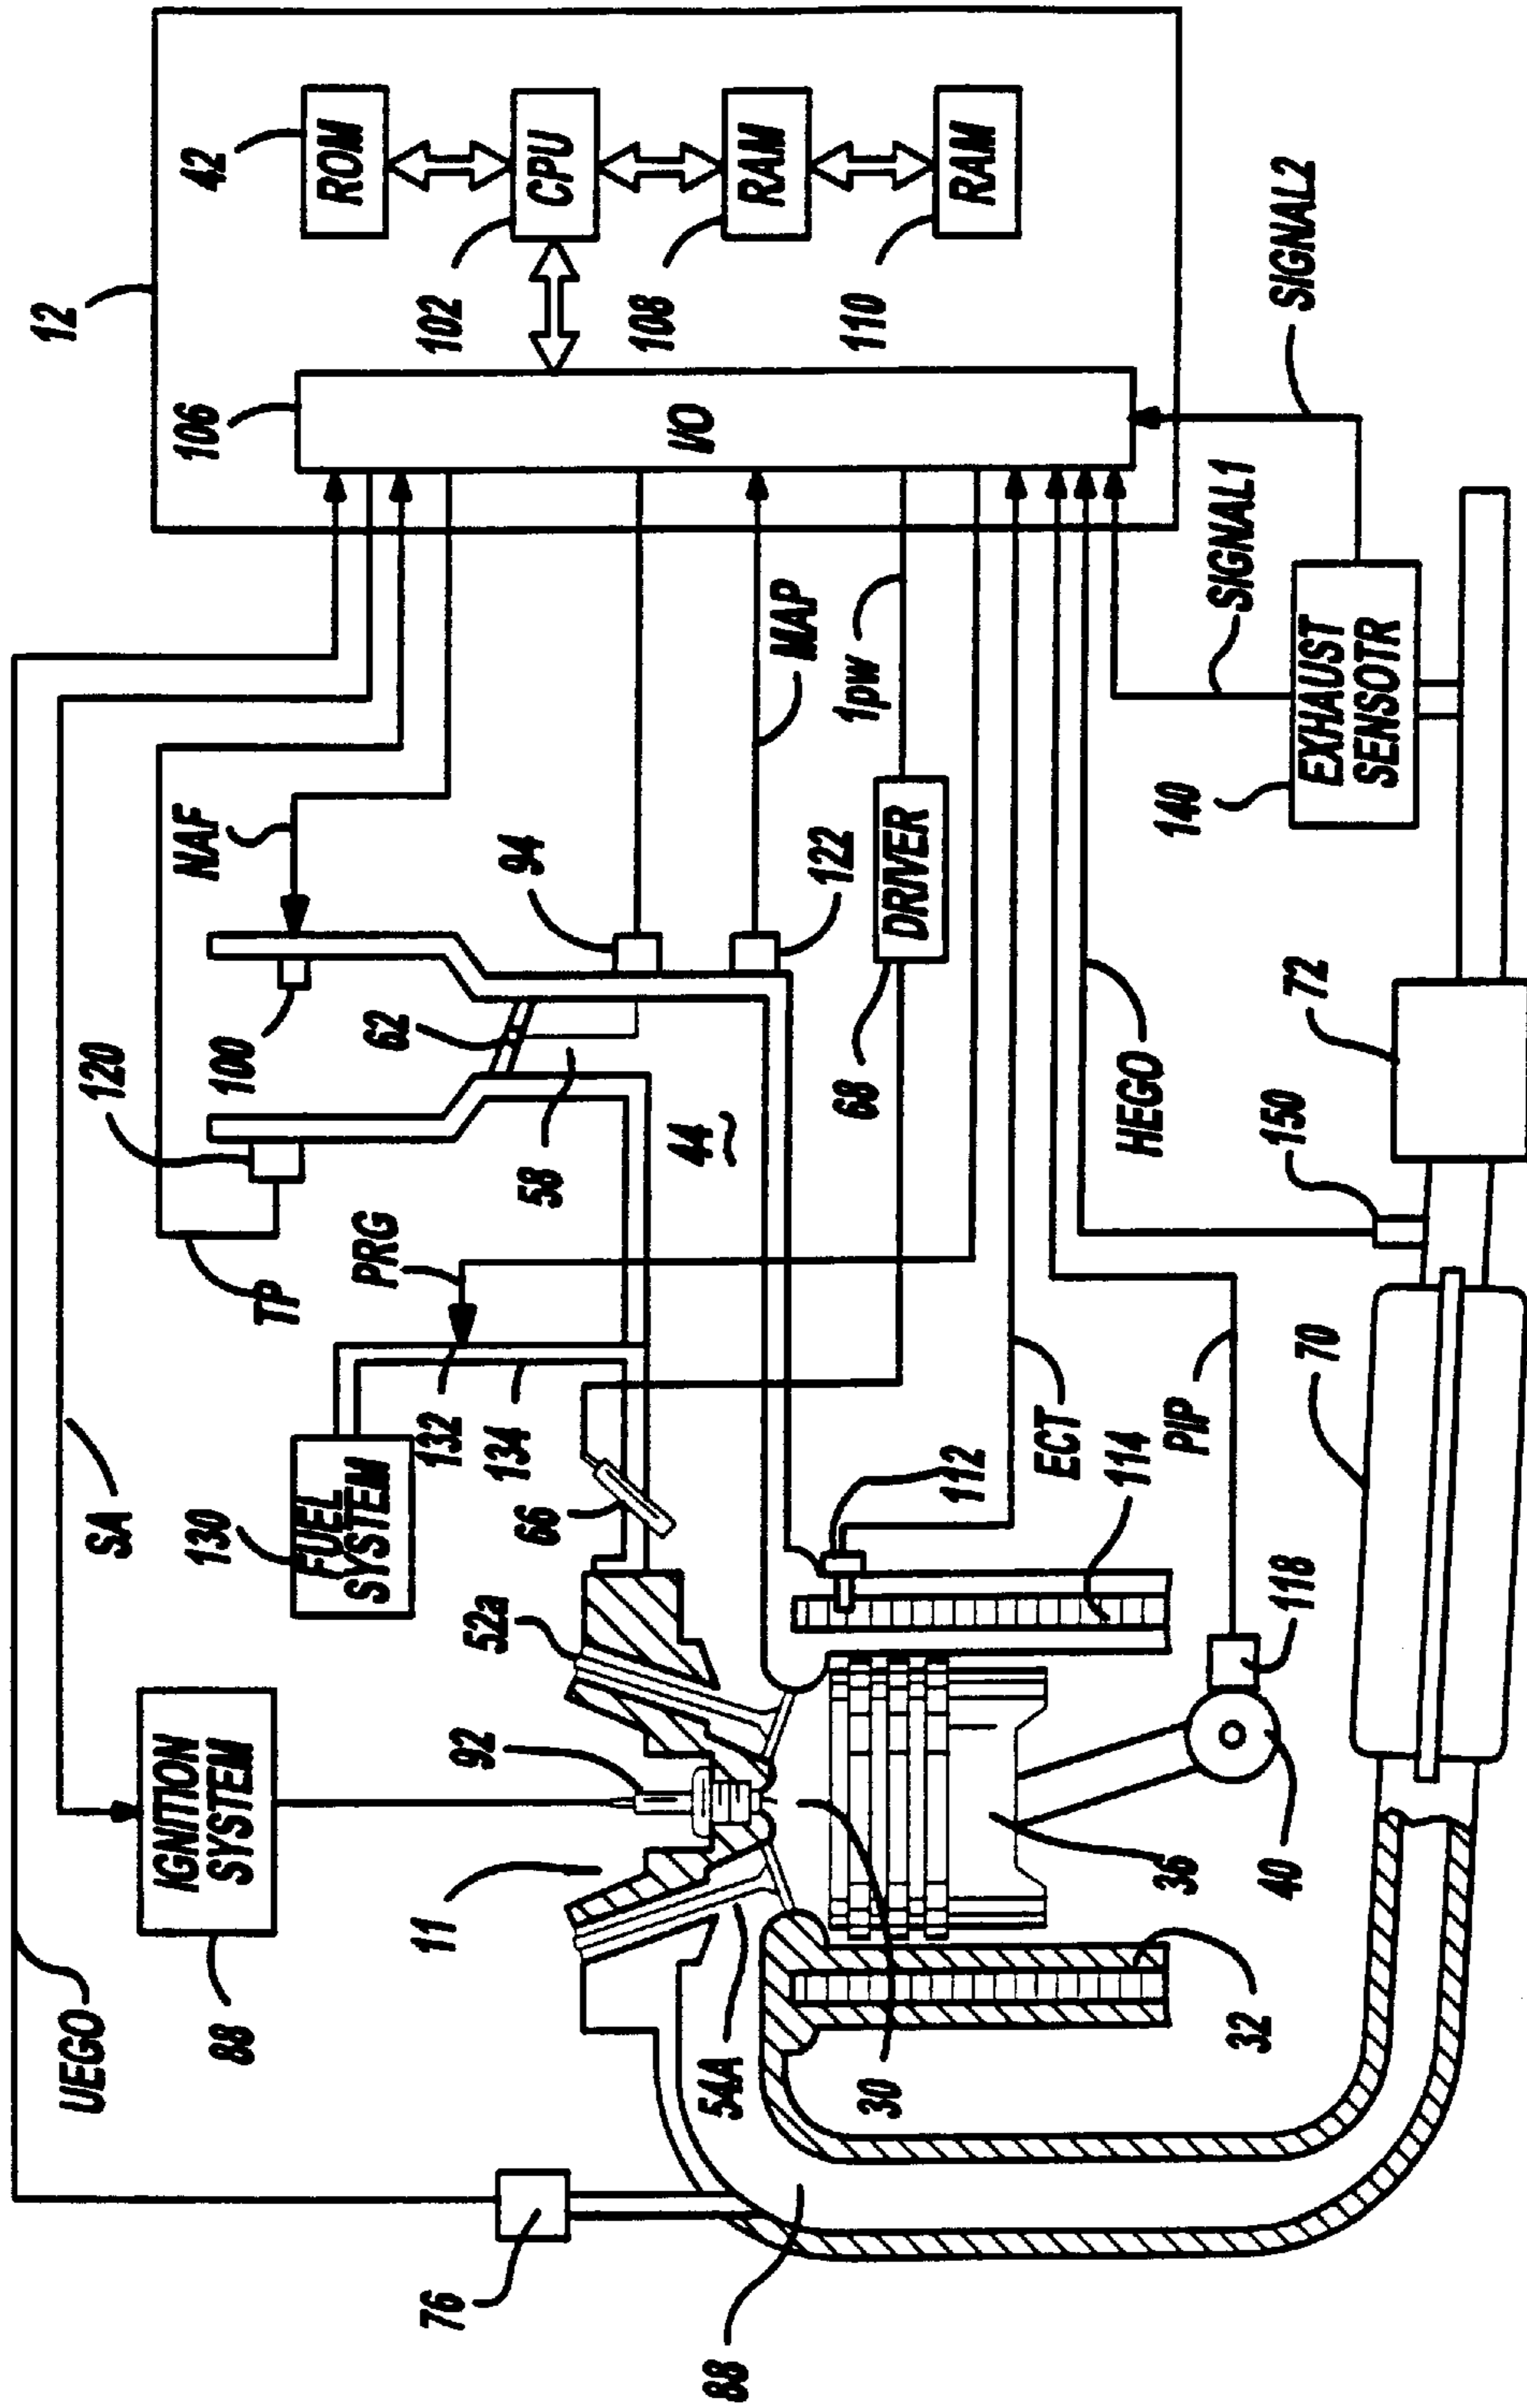 12
106
42
ROM
102
CPU
108
RAM
110
RAM
I/O
SIGNAL2
SIGNAL1
NAF
94
MAP
122
1pw
DRIVER
68
140
EXHAUST
SENSOTR
120
100
62
58
44
HEGO
72
150
TP
PRG
132
134
SA
130
FUEL
SYSTEM
66
52a
112
ECT
114
PIP
70
118
IGNITION
SYSTEM
92
11
36
40
UEGO
88
54A
30
32
76
88